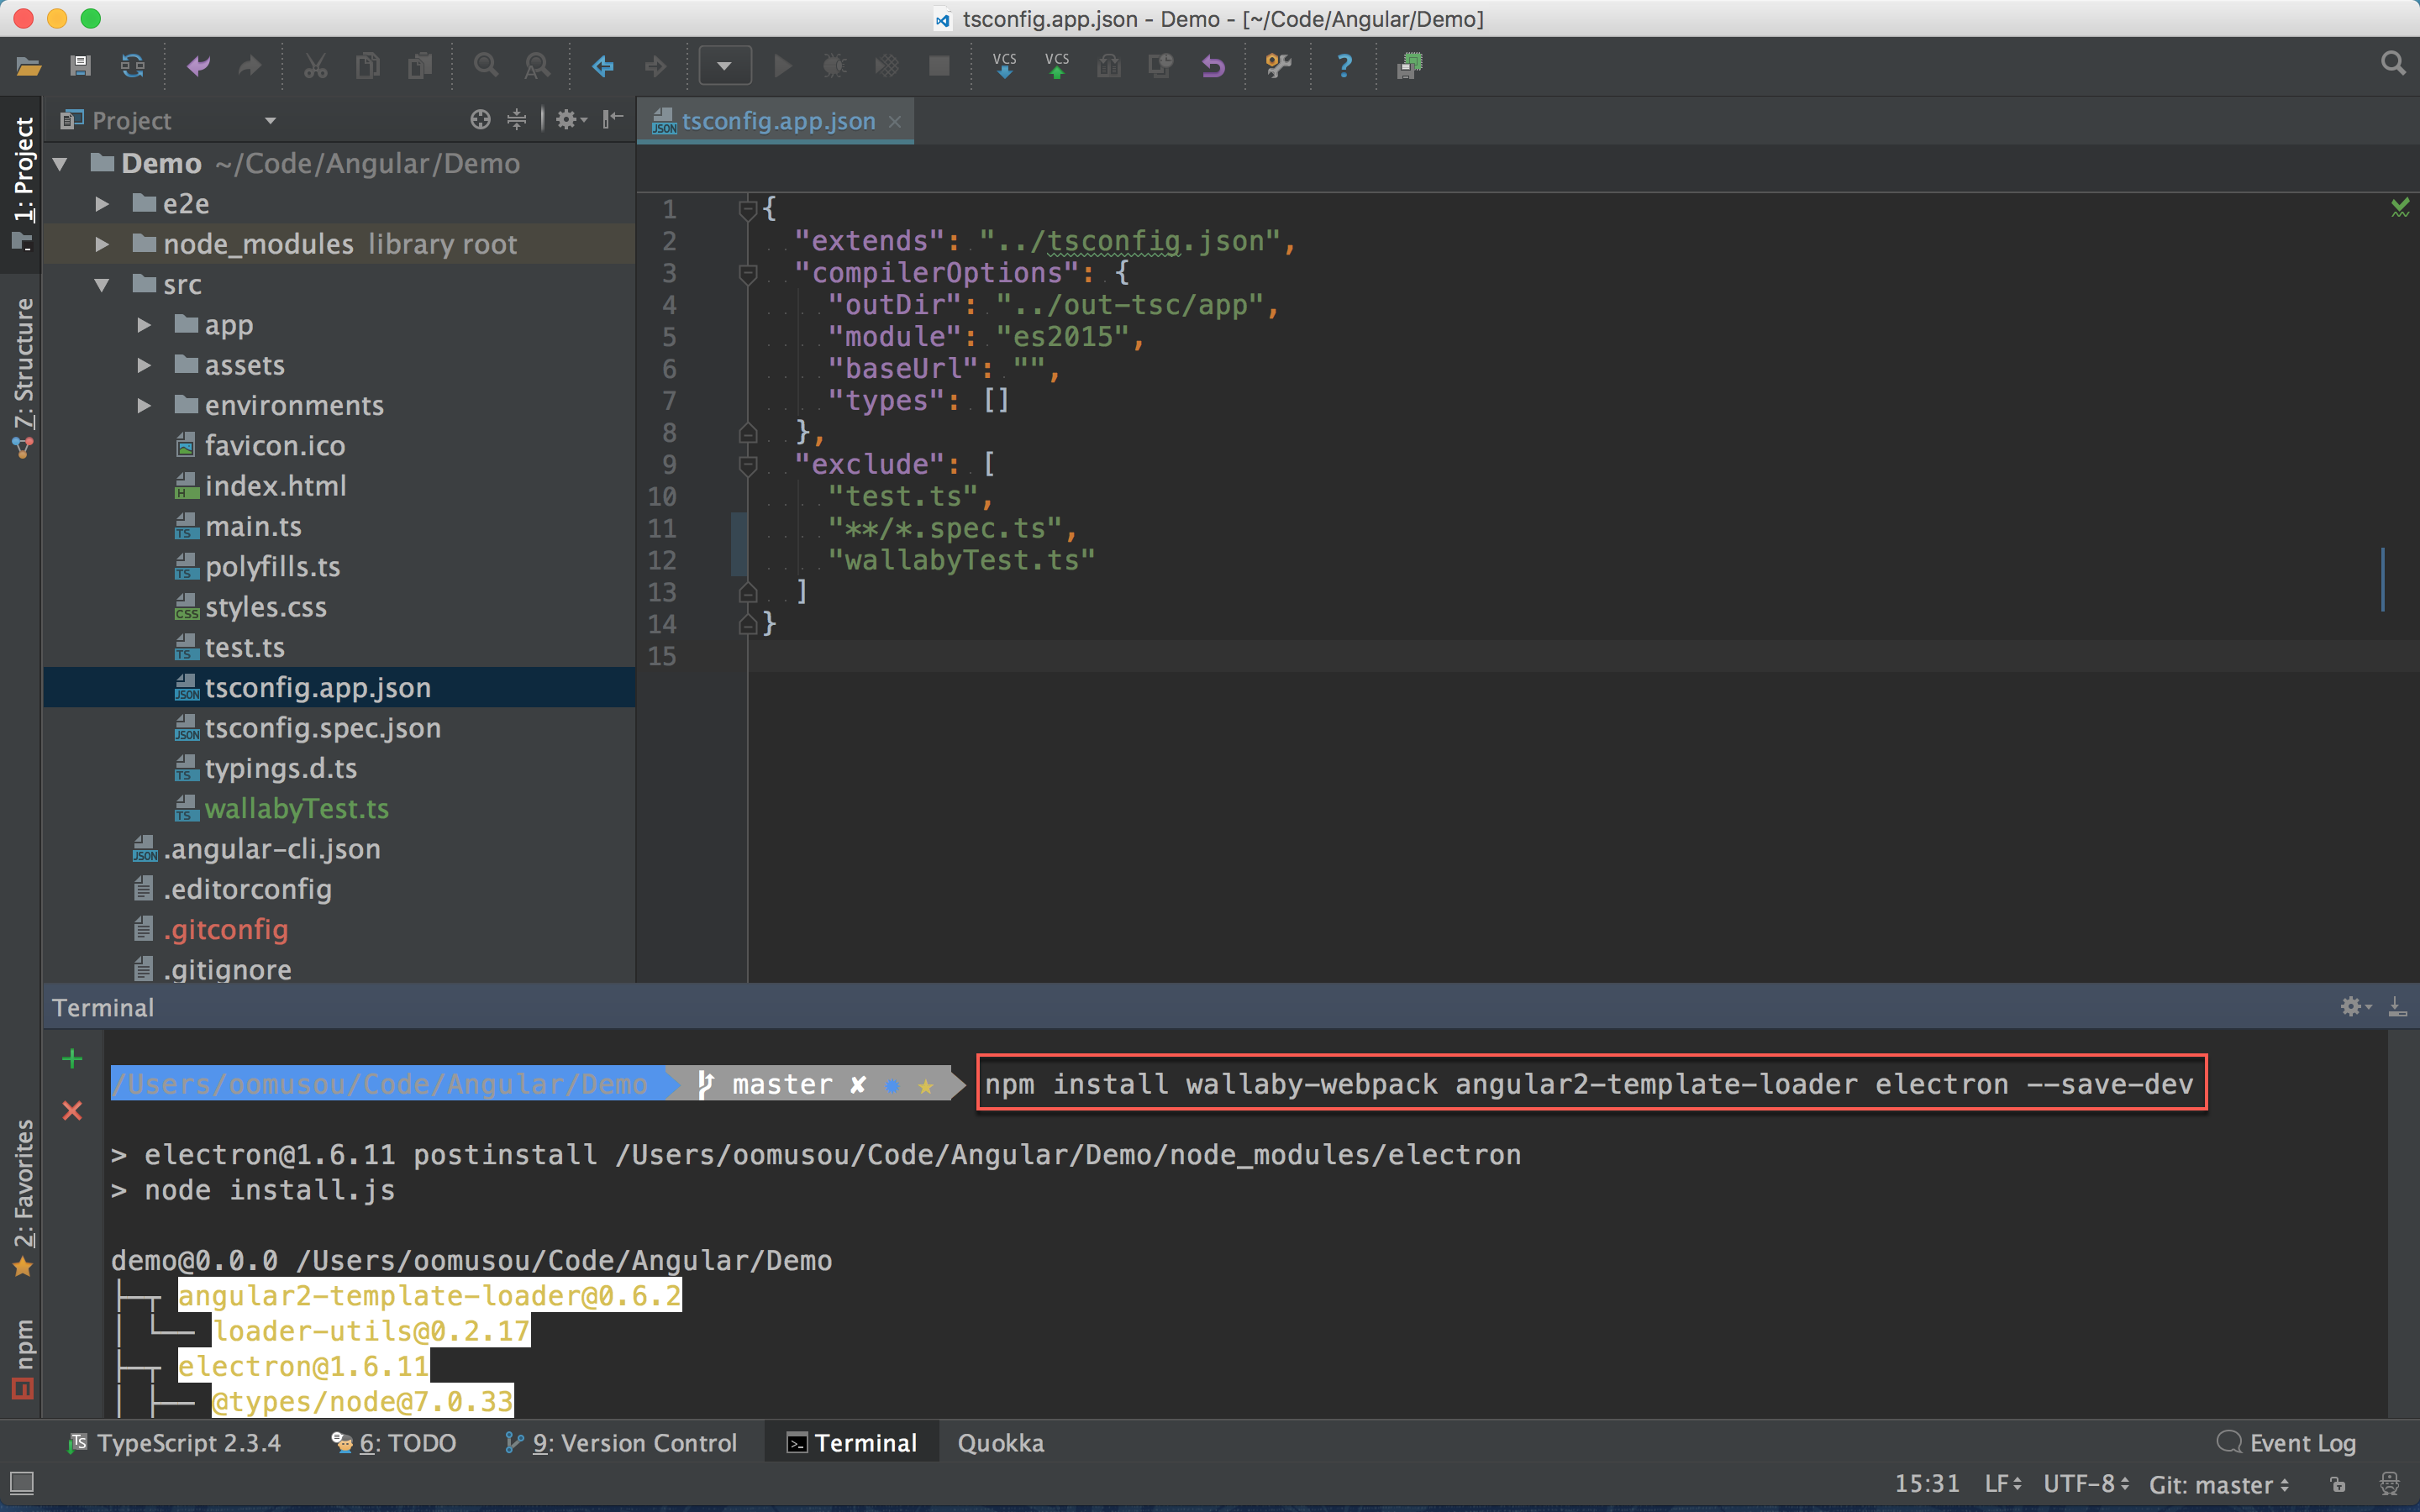 tsconfig.app.json - Demo - [~/Code/Angular/Demo]
VCS
VCS
?
1: Project
7: Structure
2: Favorites
npm
Project
Demo ~/Code/Angular/Demo
e2e
node_modules library root
src
app
assets
environments
favicon.ico
index.html
main.ts
polyfills.ts
styles.css
test.ts
tsconfig.app.json
tsconfig.spec.json
typings.d.ts
wallabyTest.ts
.angular-cli.json
.editorconfig
.gitconfig
.gitignore
tsconfig.app.json
1 {
2 "extends": "../tsconfig.json",
3 "compilerOptions": {
4 "outDir": "../out-tsc/app",
5 "module": "es2015",
6 "baseUrl": "",
7 "types": []
8 },
9 "exclude": [
10 "test.ts",
11 "**/*.spec.ts",
12 "wallabyTest.ts"
13 ]
14 }
15
Terminal
/Users/oomusou/Code/Angular/Demo master ✘ ● ★ npm install wallaby-webpack angular2-template-loader electron --save-dev
> electron@1.6.11 postinstall /Users/oomusou/Code/Angular/Demo/node_modules/electron
> node install.js
demo@0.0.0 /Users/oomusou/Code/Angular/Demo
├─┬ angular2-template-loader@0.6.2
│ └── loader-utils@0.2.17
├─┬ electron@1.6.11
│ ├── @types/node@7.0.33
TypeScript 2.3.4 6: TODO 9: Version Control Terminal Quokka Event Log
15:31 LF UTF-8 Git: master